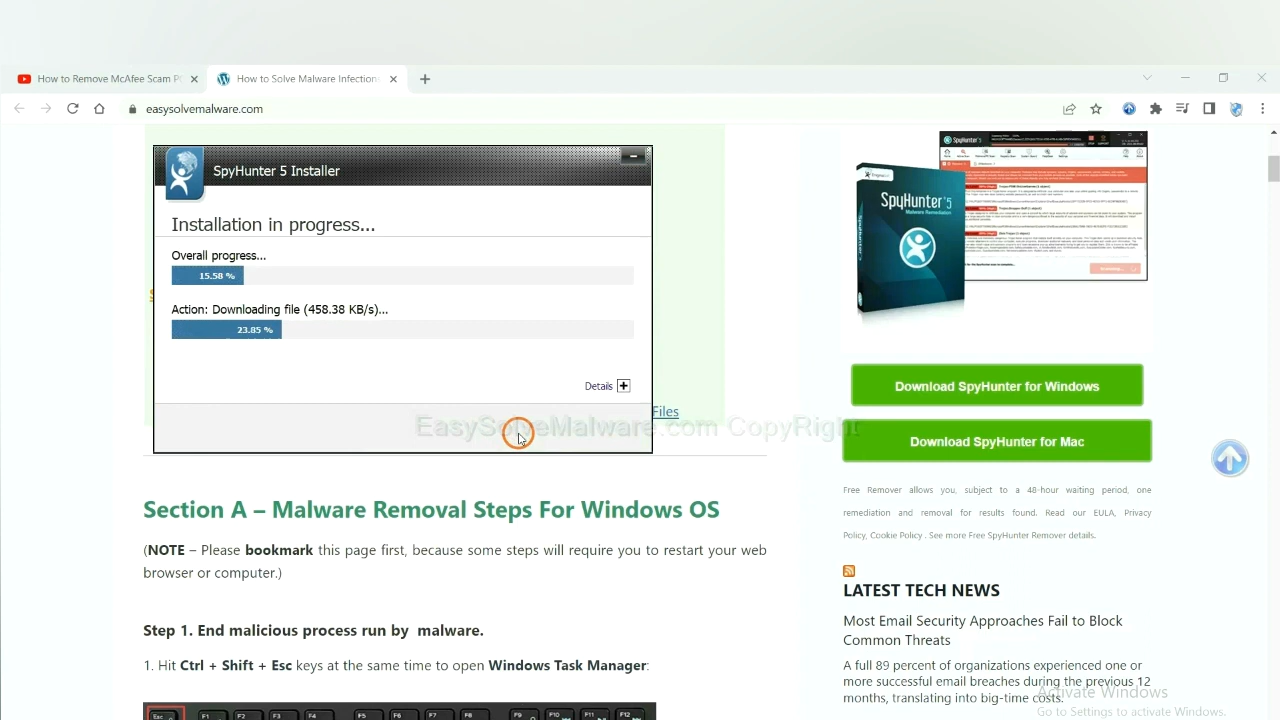 How to Remove McAfee Scam P
How to Solve Malware Infection
easysolvemalware.com
SpyHunter 5 Installer
Installation in progress...
Overall progress...
15.58 %
Action: Downloading file (458.38 KB/s)...
23.85 %
Details
Files
EasySolveMalware.com CopyRight
Section A – Malware Removal Steps For Windows OS
(NOTE – Please bookmark this page first, because some steps will require you to restart your web
browser or computer.)
Step 1. End malicious process run by malware.
1. Hit Ctrl + Shift + Esc keys at the same time to open Windows Task Manager:
Esc F1 F2 F3 F4 F5 F6 F7 F8 F9 F10 F11 F12
SpyHunter 5
Malware Remediation
Download SpyHunter for Windows
Download SpyHunter for Mac
Free Remover allows you, subject to a 48-hour waiting period, one
remediation and removal for results found. Read our EULA, Privacy
Policy, Cookie Policy . See more Free SpyHunter Remover details.
LATEST TECH NEWS
Most Email Security Approaches Fail to Block
Common Threats
A full 89 percent of organizations experienced one or
more successful email breaches during the previous 12
months, translating into big-time costs.
Activate Windows
Go to Settings to activate Windows.